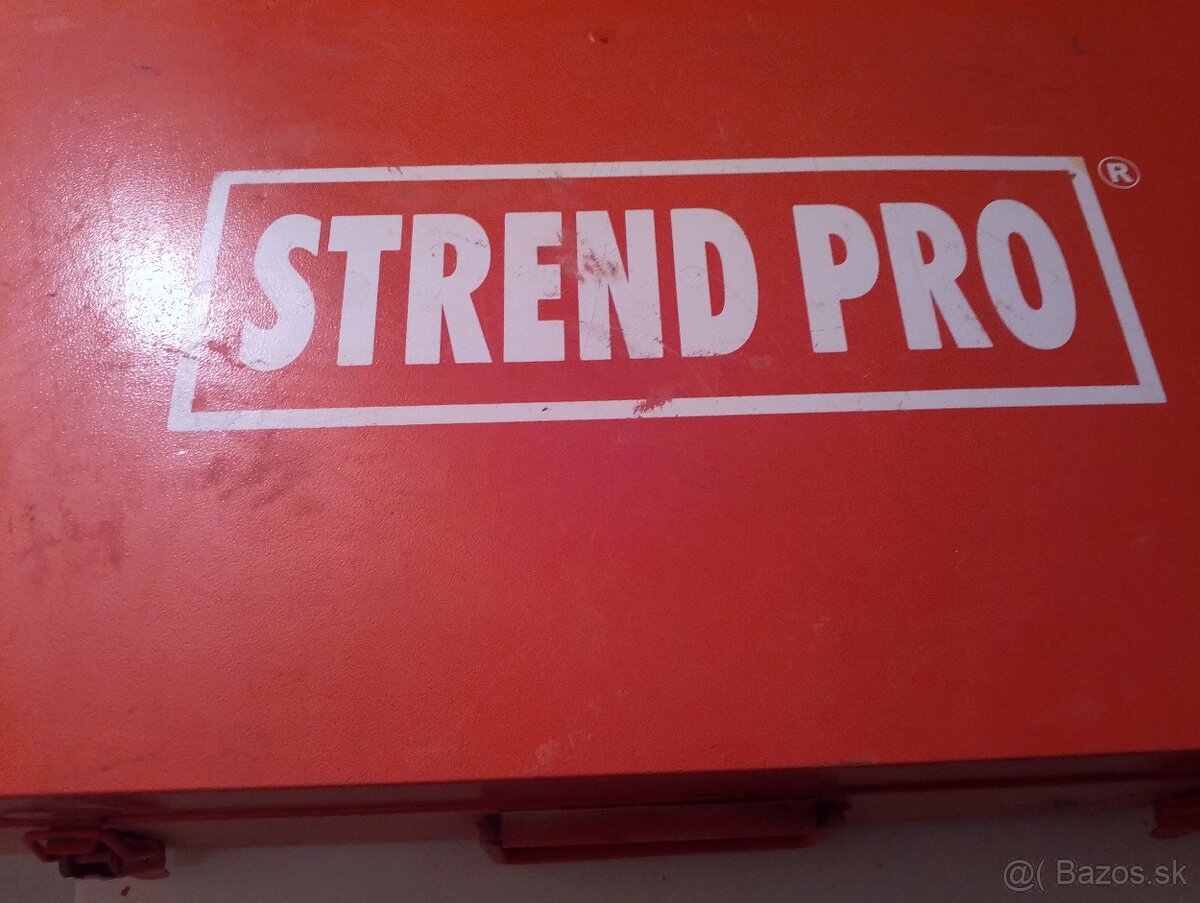 STREND PRO®
@( Bazos.sk